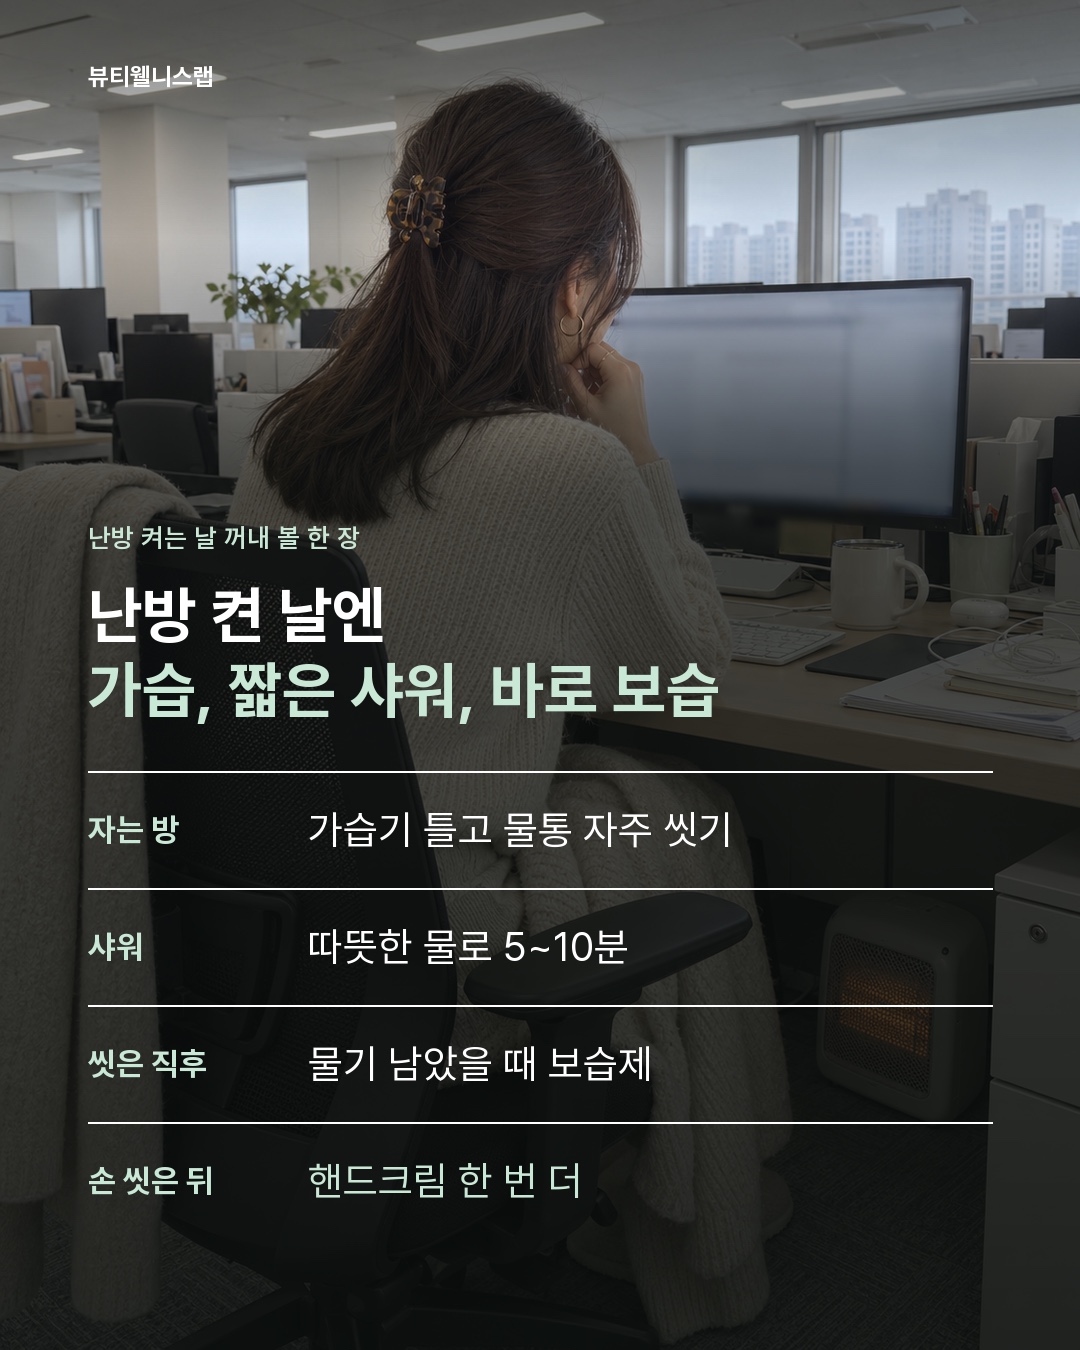 뷰티웰니스랩
난방 켜는 날 꺼내 볼 한 장
난방 켠 날엔
가습, 짧은 샤워, 바로 보습
자는 방 가습기 틀고 물통 자주 씻기
샤워 따뜻한 물로 5~10분
씻은 직후 물기 남았을 때 보습제
손 씻은 뒤 핸드크림 한 번 더